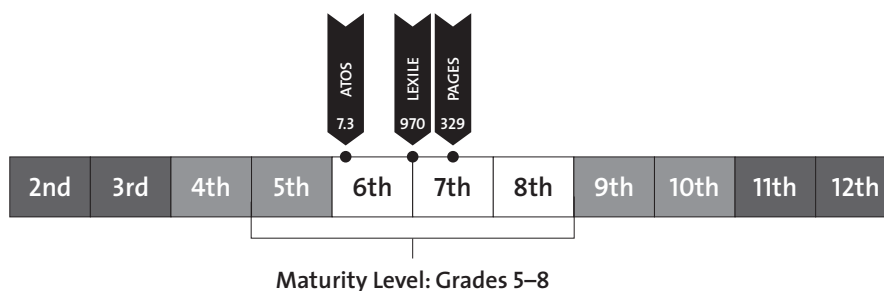 ATOS
7.3
LEXILE
970
PAGES
329
2nd 3rd 4th 5th 6th 7th 8th 9th 10th 11th 12th
Maturity Level: Grades 5–8